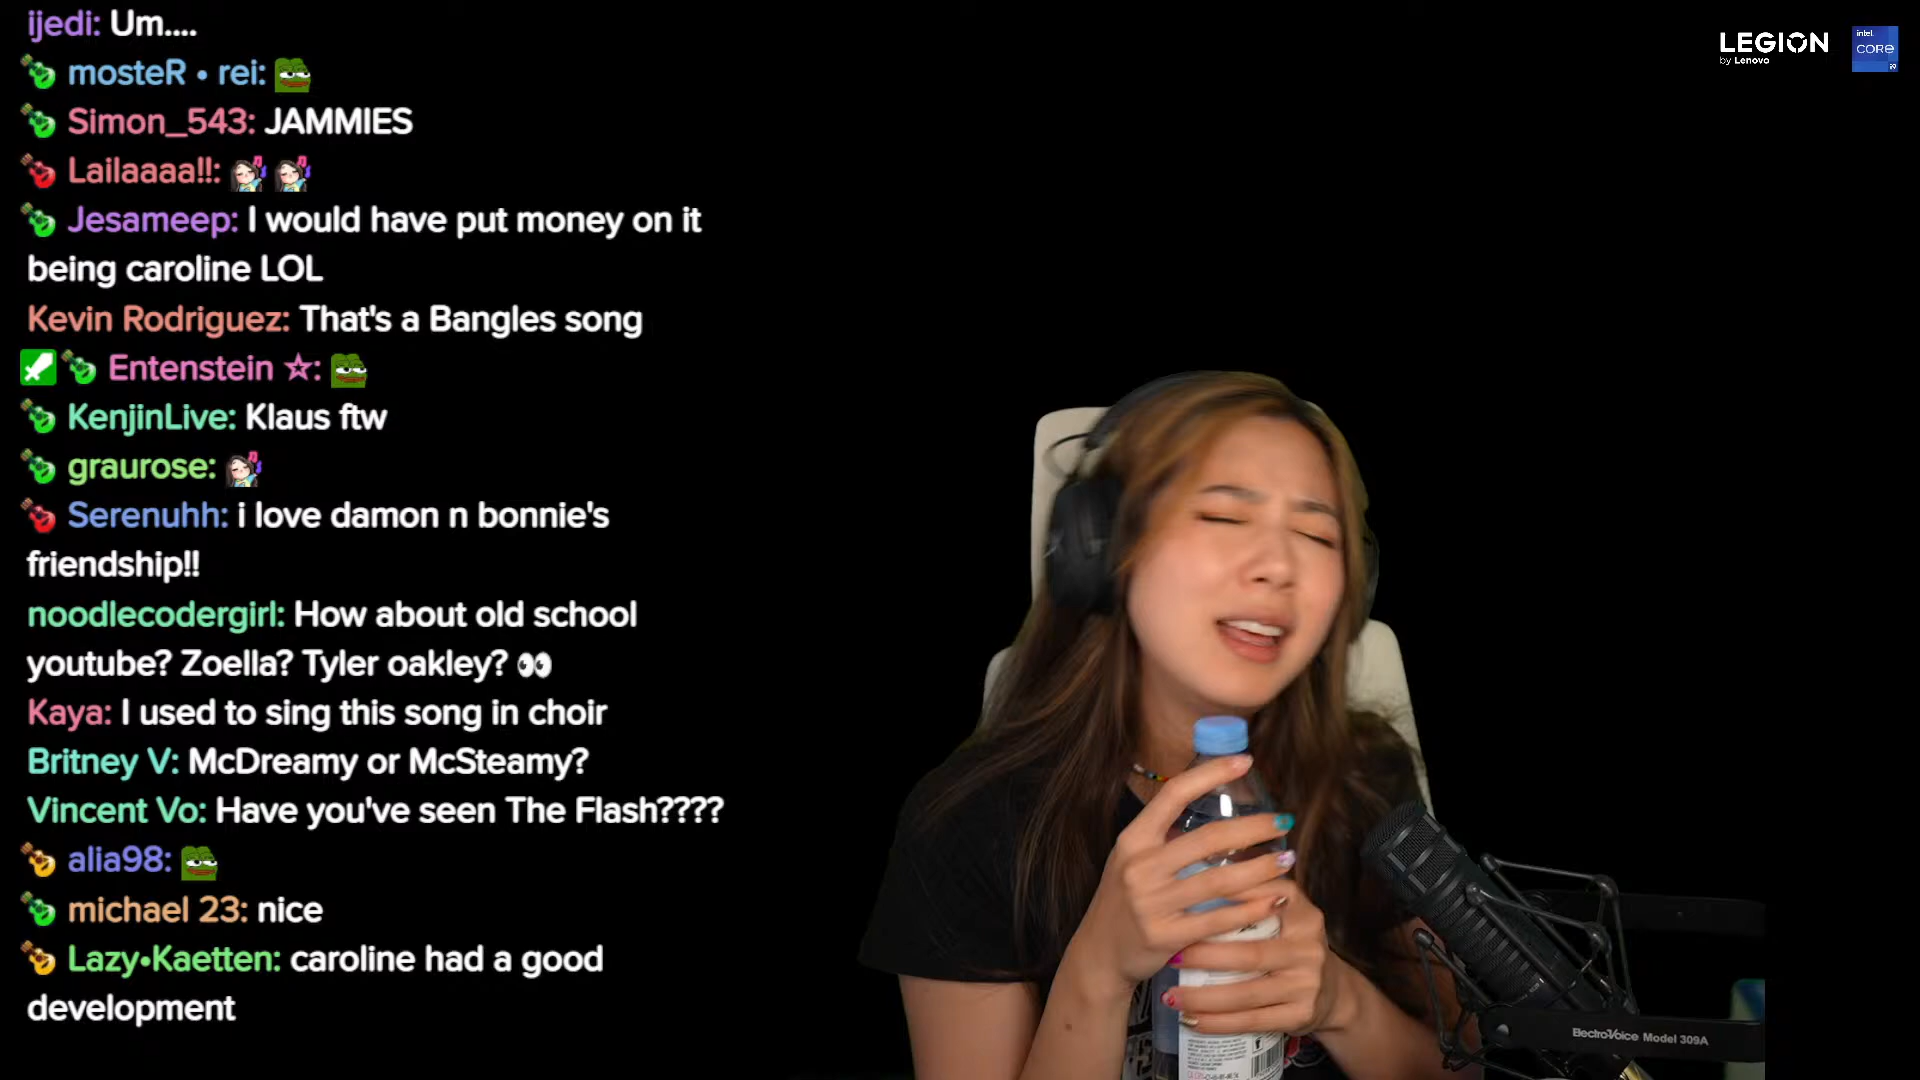 ijedi: Um....
mosteR • rei:
Simon_543: JAMMIES
Lailaaaa!!:
Jesameep: I would have put money on it
being caroline LOL
Kevin Rodriguez: That's a Bangles song
Entenstein ☆:
KenjinLive: Klaus ftw
graurose:
Serenuhh: i love damon n bonnie's
friendship!!
noodlecodergirl: How about old school
youtube? Zoella? Tyler oakley? 👀
Kaya: I used to sing this song in choir
Britney V: McDreamy or McSteamy?
Vincent Vo: Have you've seen The Flash????
alia98:
michael 23: nice
Lazy•Kaetten: caroline had a good
development
LEGION
by Lenovo
intel
CORE
i9
ElectroVoice Model 309A